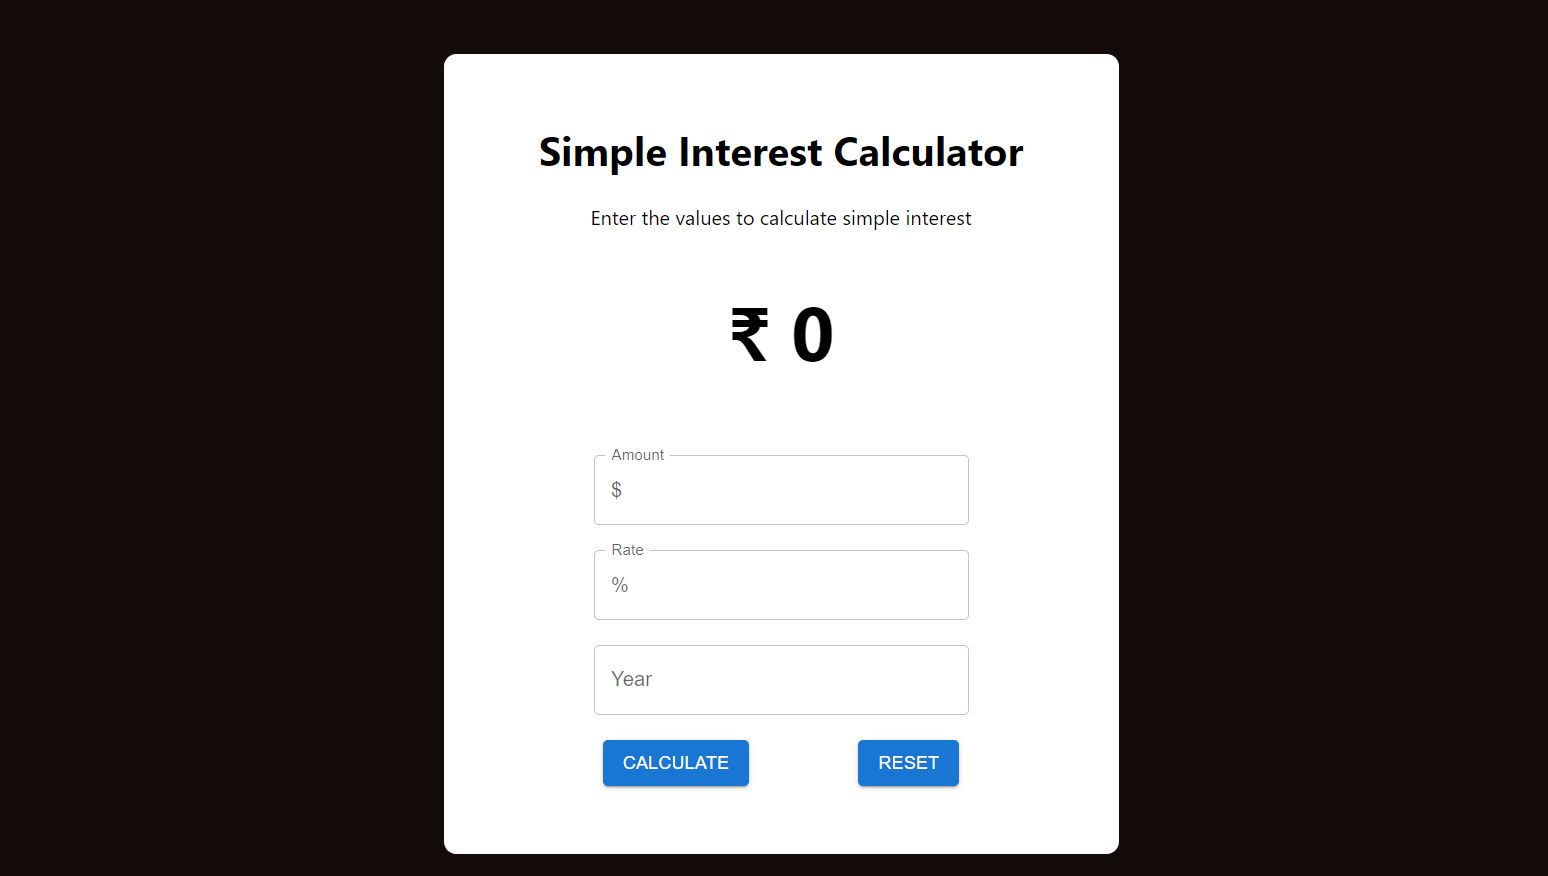 Simple Interest Calculator
Enter the values to calculate simple interest
₹ 0
Amount
$
Rate
%
Year
CALCULATE RESET